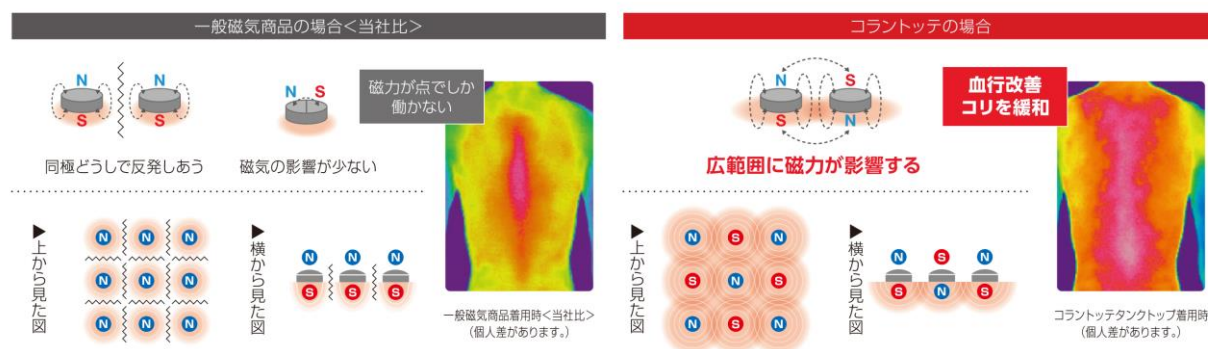 一般磁気商品の場合<当社比>
N
N
S
S
同極どうしで反発しあう
N S
磁気の影響が少ない
磁力が点でしか
働かない
▶上から見た図
N N N
N N N
N N N
▶横から見た図
N N N
S S S
一般磁気商品着用時<当社比>
(個人差があります。)
コラントッテの場合
N S
S N
広範囲に磁力が影響する
血行改善
コリを緩和
▶上から見た図
N S N
S N S
N S N
▶横から見た図
N S N
S N S
コラントッテタンクトップ着用時
(個人差があります。)